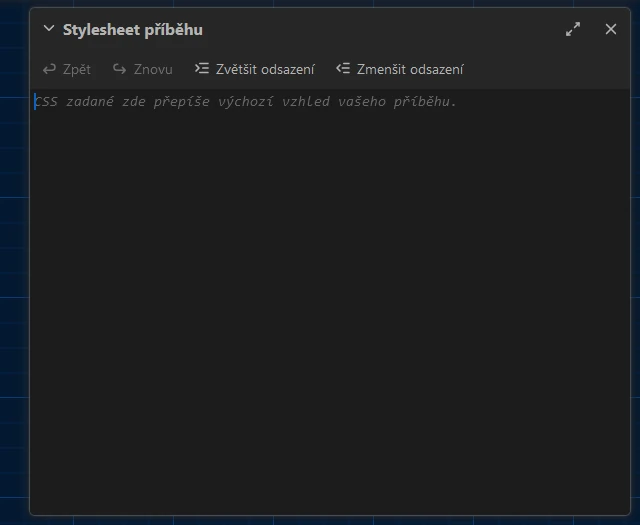 Stylesheet příběhu
Zpět Znovu Zvětšit odsazení Zmenšit odsazení
CSS zadané zde přepíše výchozí vzhled vašeho příběhu.